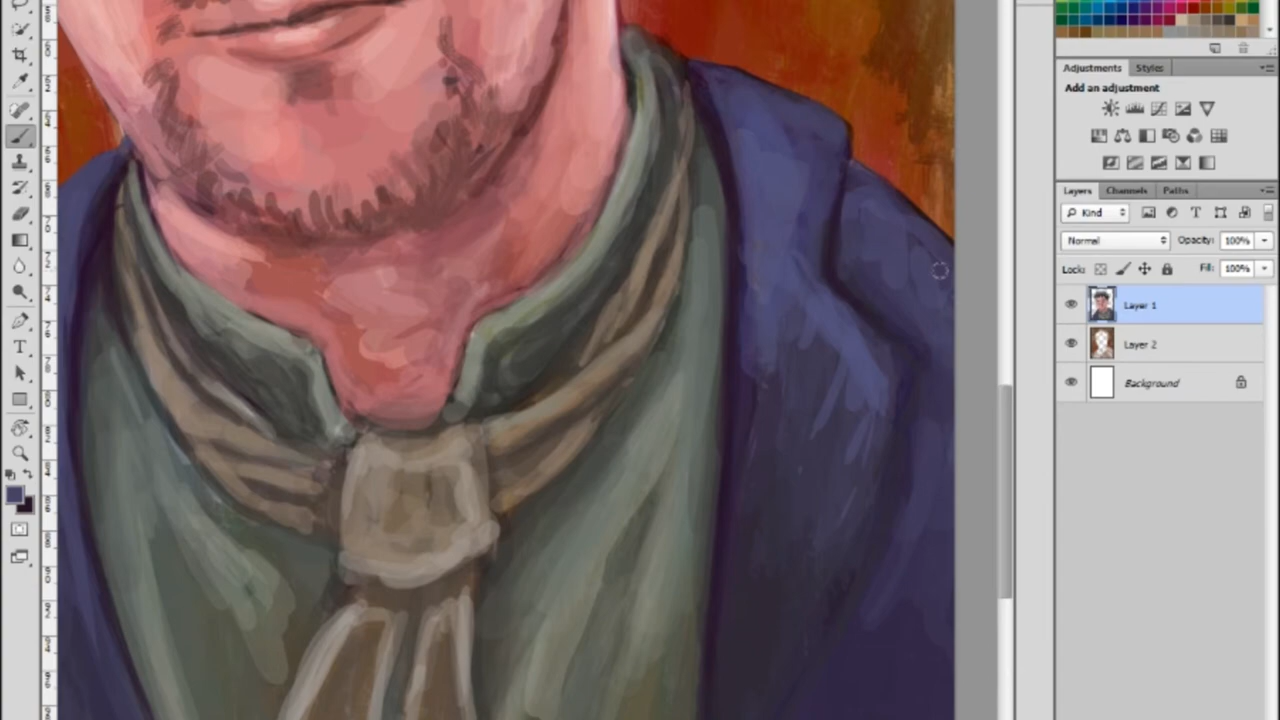 Adjustments Styles
Add an adjustment
Layers Channels Paths
Kind
Normal Opacity: 100%
Lock: Fill: 100%
Layer 1
Layer 2
Background